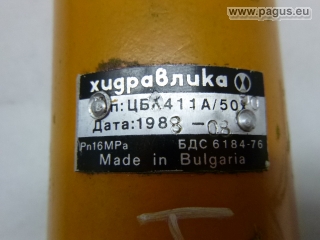 www.pagus.eu
хидравлика
п:ЦБХ411А/50
Дата:1988-08
Pn16MPa БДС 6184-76
Made in Bulgaria